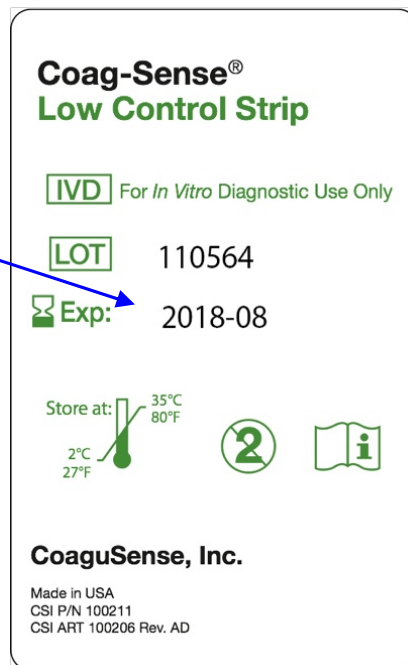 Coag-Sense®
Low Control Strip
IVD For In Vitro Diagnostic Use Only
LOT 110564
Exp: 2018-08
Store at: 35°C
80°F
2°C
27°F
2
i
CoaguSense, Inc.
Made in USA
CSI P/N 100211
CSI ART 100206 Rev. AD